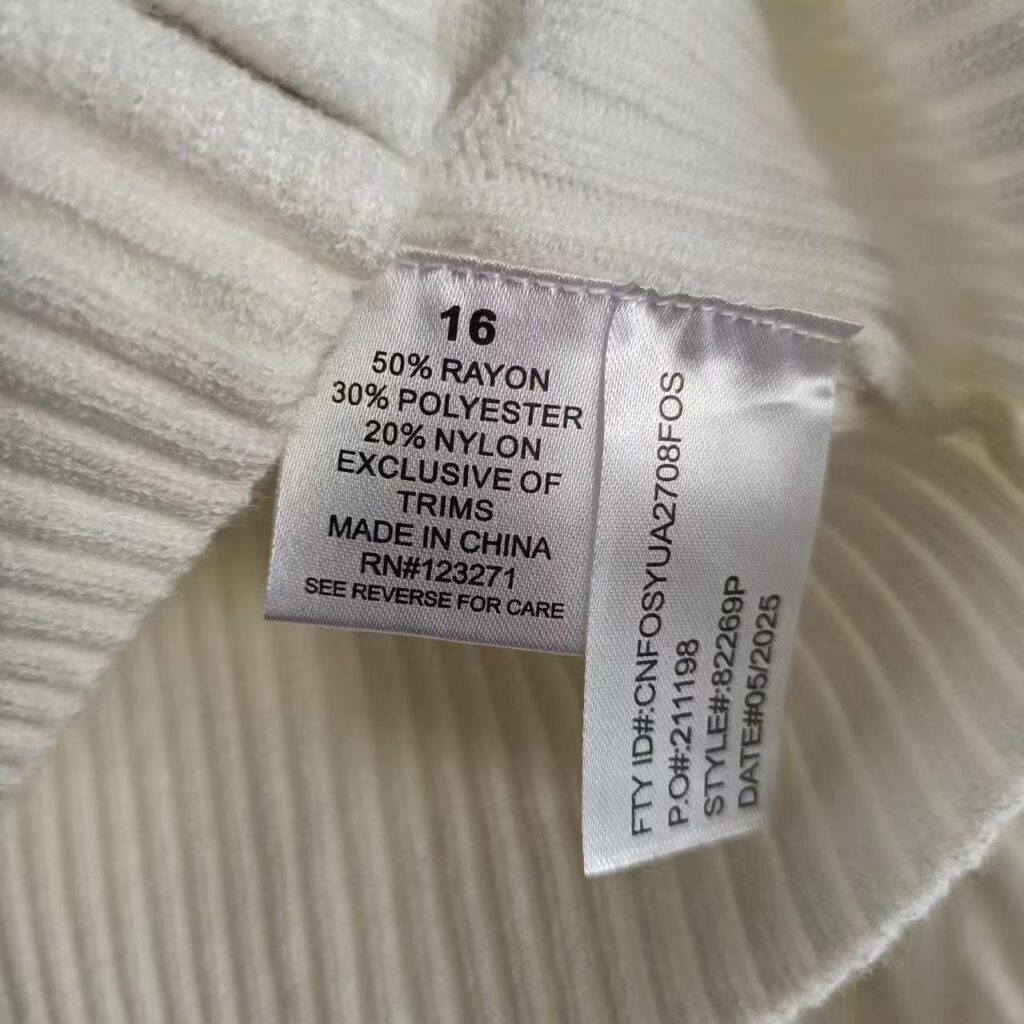 16
50% RAYON
30% POLYESTER
20% NYLON
EXCLUSIVE OF
TRIMS
MADE IN CHINA
RN#123271
SEE REVERSE FOR CARE
FTY ID#:CNFOSYUA2708FOS
P.O#:211198
STYLE#:82269P
DATE#05/2025